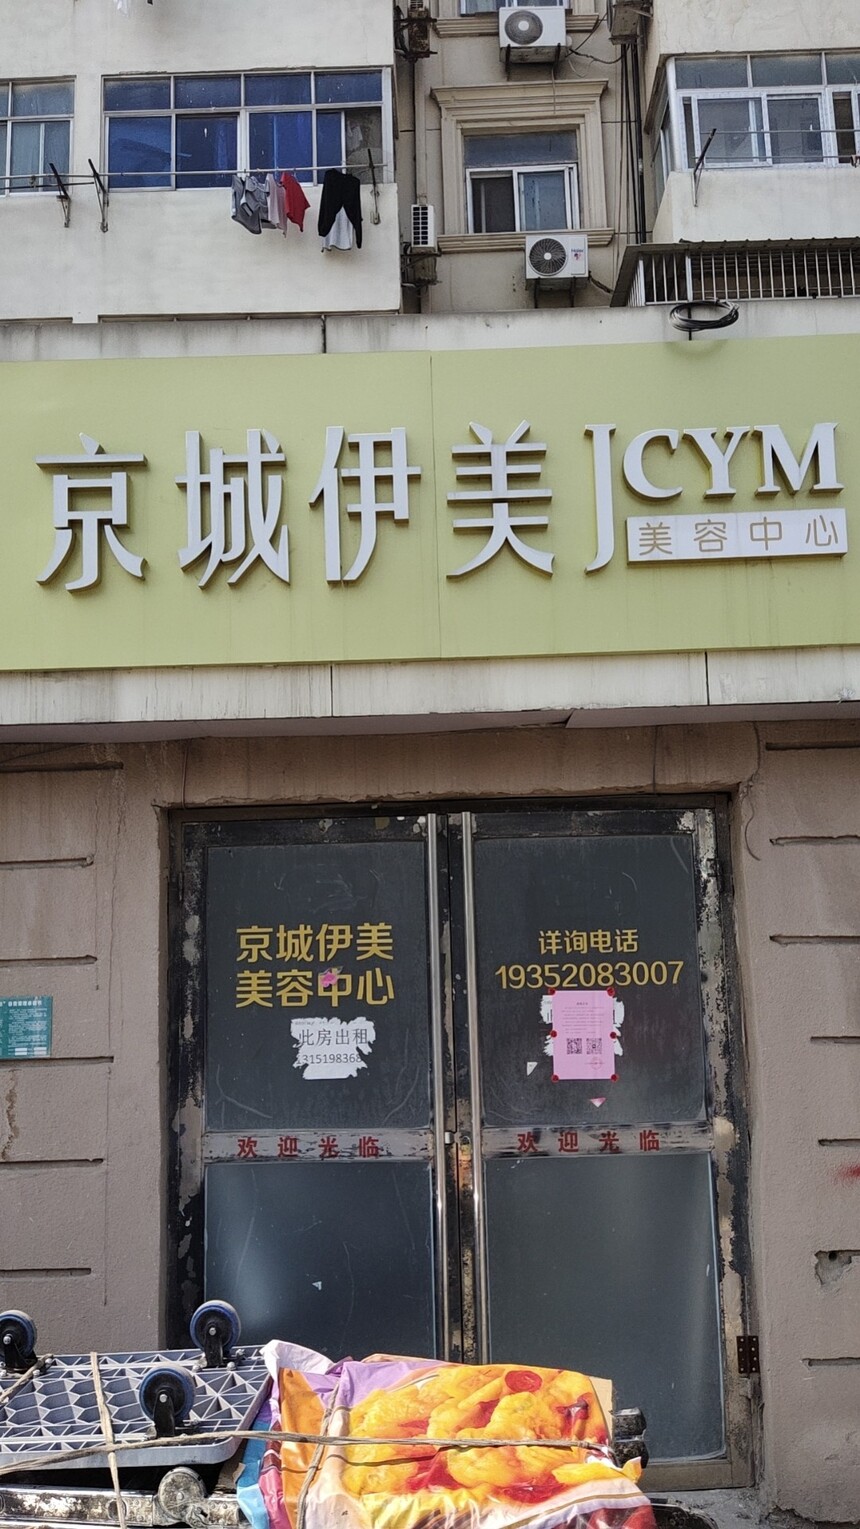 京城伊美 JCYM
美容中心
京城伊美
美容中心
详询电话
19352083007
此房出租
1315198368
欢迎光临
欢迎光临